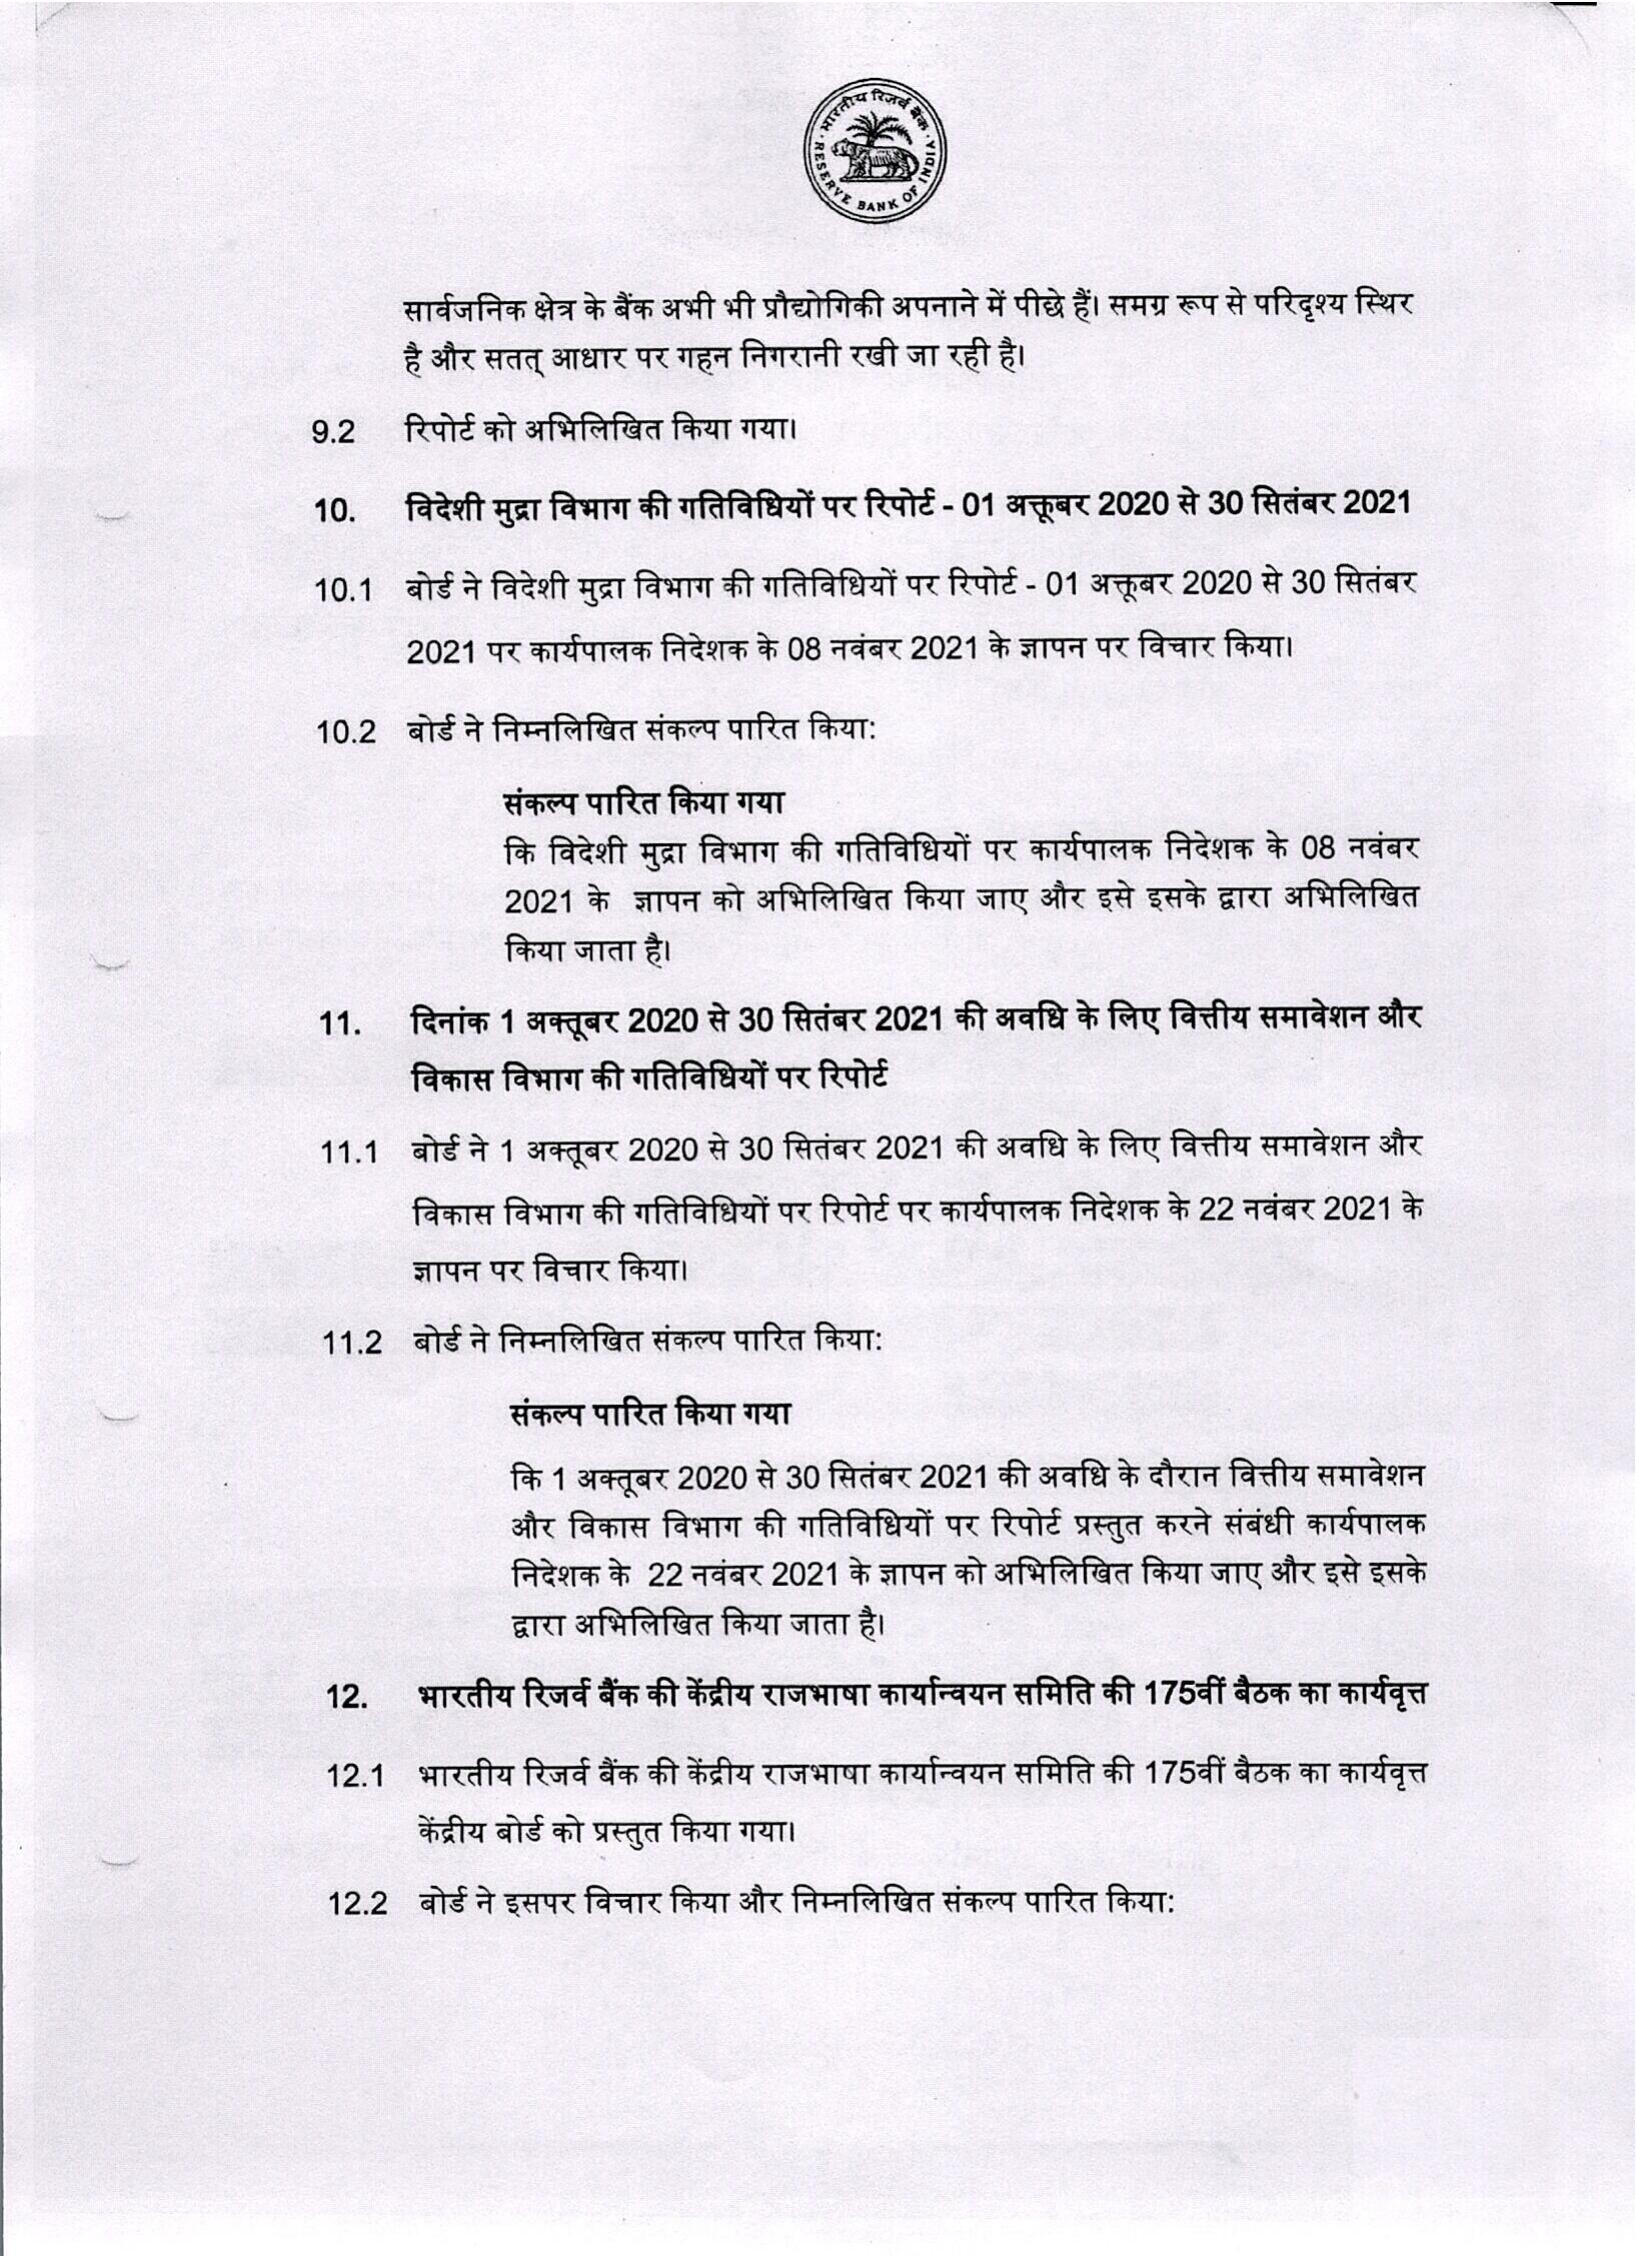 भारतीय रिज़र्व बैंक
RESERVE BANK OF INDIA
सार्वजनिक क्षेत्र के बैंक अभी भी प्रौद्योगिकी अपनाने में पीछे हैं। समग्र रूप से परिदृश्य स्थिर
है और सतत् आधार पर गहन निगरानी रखी जा रही है।
9.2 रिपोर्ट को अभिलिखित किया गया।
10. विदेशी मुद्रा विभाग की गतिविधियों पर रिपोर्ट - 01 अक्तूबर 2020 से 30 सितंबर 2021
10.1 बोर्ड ने विदेशी मुद्रा विभाग की गतिविधियों पर रिपोर्ट - 01 अक्तूबर 2020 से 30 सितंबर
2021 पर कार्यपालक निदेशक के 08 नवंबर 2021 के ज्ञापन पर विचार किया।
10.2 बोर्ड ने निम्नलिखित संकल्प पारित किया:
संकल्प पारित किया गया
कि विदेशी मुद्रा विभाग की गतिविधियों पर कार्यपालक निदेशक के 08 नवंबर
2021 के ज्ञापन को अभिलिखित किया जाए और इसे इसके द्वारा अभिलिखित
किया जाता है।
11. दिनांक 1 अक्तूबर 2020 से 30 सितंबर 2021 की अवधि के लिए वित्तीय समावेशन और
विकास विभाग की गतिविधियों पर रिपोर्ट
11.1 बोर्ड ने 1 अक्तूबर 2020 से 30 सितंबर 2021 की अवधि के लिए वित्तीय समावेशन और
विकास विभाग की गतिविधियों पर रिपोर्ट पर कार्यपालक निदेशक के 22 नवंबर 2021 के
ज्ञापन पर विचार किया।
11.2 बोर्ड ने निम्नलिखित संकल्प पारित किया:
संकल्प पारित किया गया
कि 1 अक्तूबर 2020 से 30 सितंबर 2021 की अवधि के दौरान वित्तीय समावेशन
और विकास विभाग की गतिविधियों पर रिपोर्ट प्रस्तुत करने संबंधी कार्यपालक
निदेशक के 22 नवंबर 2021 के ज्ञापन को अभिलिखित किया जाए और इसे इसके
द्वारा अभिलिखित किया जाता है।
12. भारतीय रिजर्व बैंक की केंद्रीय राजभाषा कार्यान्वयन समिति की 175वीं बैठक का कार्यवृत्त
12.1 भारतीय रिजर्व बैंक की केंद्रीय राजभाषा कार्यान्वयन समिति की 175वीं बैठक का कार्यवृत्त
केंद्रीय बोर्ड को प्रस्तुत किया गया।
12.2 बोर्ड ने इसपर विचार किया और निम्नलिखित संकल्प पारित किया: